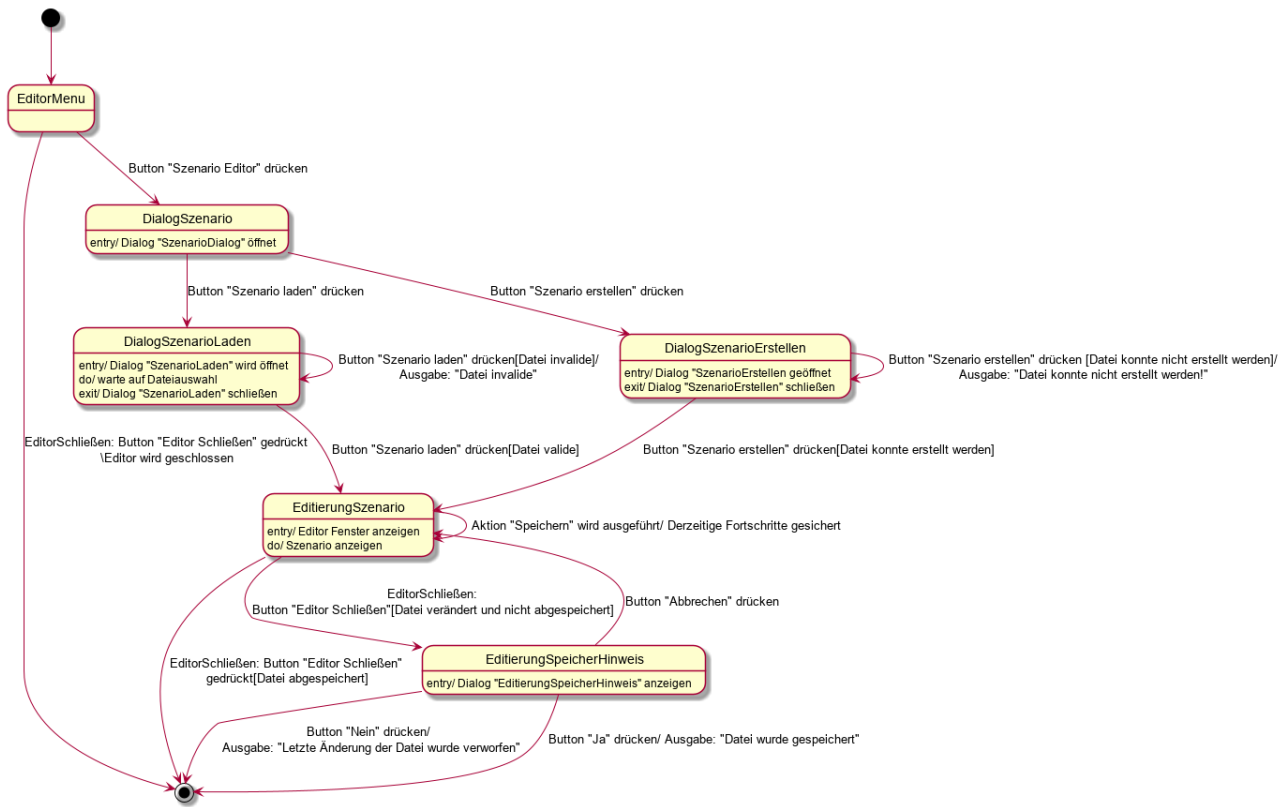 EditorMenu
Button "Szenario Editor" drücken
DialogSzenario
entry/ Dialog "SzenarioDialog" öffnet
Button "Szenario laden" drücken
Button "Szenario erstellen" drücken
DialogSzenarioLaden
entry/ Dialog "SzenarioLaden" wird öffnet
do/ warte auf Dateiauswahl
exit/ Dialog "SzenarioLaden" schließen
Button "Szenario laden" drücken[Datei invalide]/
Ausgabe: "Datei invalide"
DialogSzenarioErstellen
entry/ Dialog "SzenarioErstellen geöffnet
exit/ Dialog "SzenarioErstellen" schließen
Button "Szenario erstellen" drücken [Datei konnte nicht erstellt werden]/
Ausgabe: "Datei konnte nicht erstellt werden!"
EditorSchließen: Button "Editor Schließen" gedrückt
\Editor wird geschlossen
Button "Szenario laden" drücken[Datei valide]
Button "Szenario erstellen" drücken[Datei konnte erstellt werden]
EditierungSzenario
entry/ Editor Fenster anzeigen
do/ Szenario anzeigen
Aktion "Speichern" wird ausgeführt/ Derzeitige Fortschritte gesichert
EditorSchließen:
Button "Editor Schließen"[Datei verändert und nicht abgespeichert]
Button "Abbrechen" drücken
EditorSchließen: Button "Editor Schließen"
gedrückt[Datei abgespeichert]
EditierungSpeicherHinweis
entry/ Dialog "EditierungSpeicherHinweis" anzeigen
Button "Nein" drücken/
Ausgabe: "Letzte Änderung der Datei wurde verworfen"
Button "Ja" drücken/ Ausgabe: "Datei wurde gespeichert"